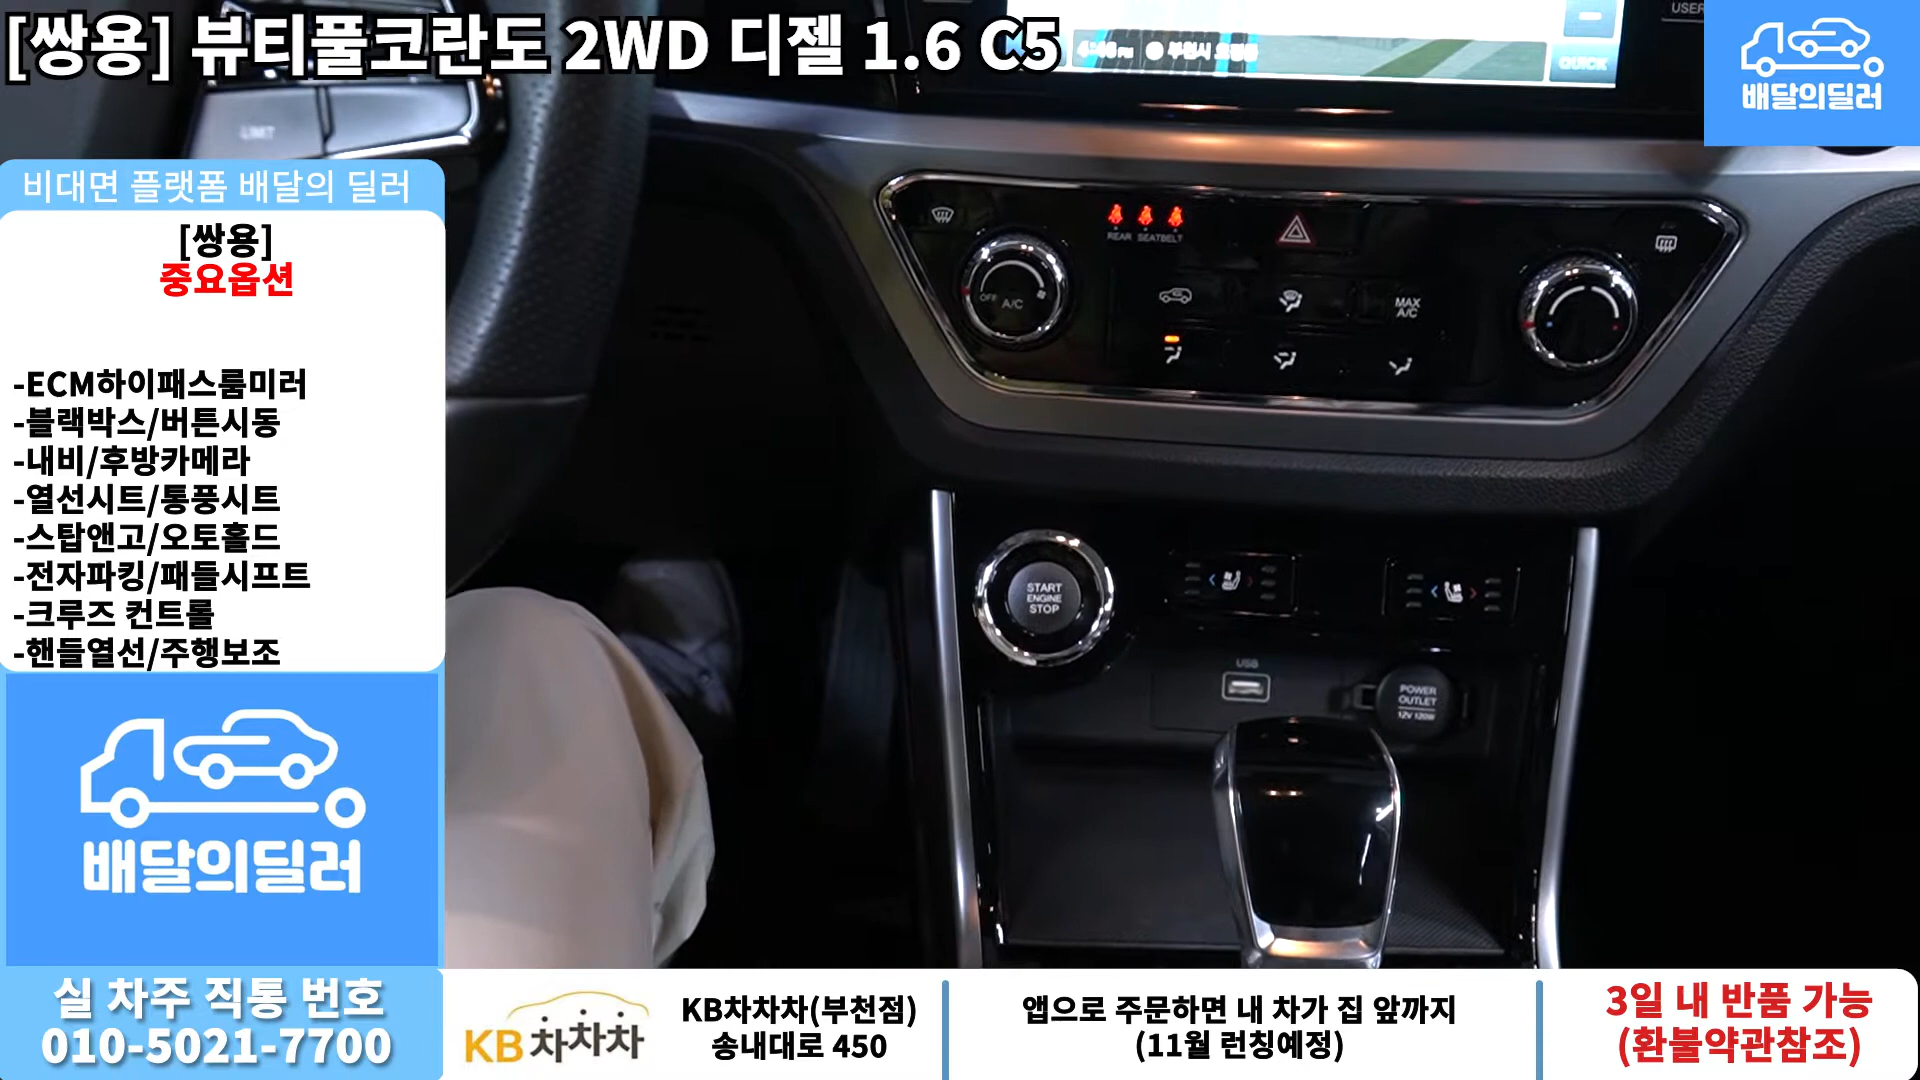 [쌍용] 뷰티풀코란도 2WD 디젤 1.6 C5
배달의딜러
USER
QUICK
LIMIT
비대면 플랫폼 배달의 딜러
[쌍용]
중요옵션
-ECM하이패스룸미러
-블랙박스/버튼시동
-내비/후방카메라
-열선시트/통풍시트
-스탑앤고/오토홀드
-전자파킹/패들시프트
-크루즈 컨트롤
-핸들열선/주행보조
배달의딜러
REAR SEATBELT
OFF A/C
MAX
A/C
START
ENGINE
STOP
USB
POWER
OUTLET
12V 120W
실 차주 직통 번호
010-5021-7700
KB차차차
KB차차차(부천점)
송내대로 450
앱으로 주문하면 내 차가 집 앞까지
(11월 런칭예정)
3일 내 반품 가능
(환불약관참조)